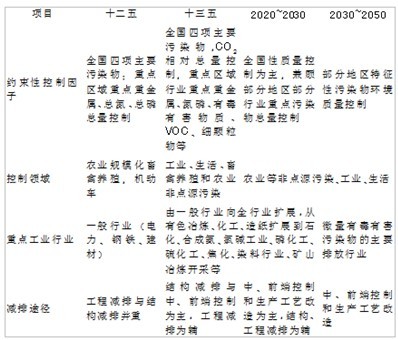 项目 十二五 十三五 2020~2030 2030~2050
约束性控制因子
全国四项主要
污染物；重点
区域重点重金
属、总氮、总磷
总量控制
全国四项主要
污染物,CO2
相对总量控
制，重点区域
行业重点重金
属、氮磷、有毒
有害物质、
VOC、细颗粒
物等
全国性质量控
制为主，兼顾
部分地区部分
行业重点污染
物总量控制
部分地区特征
性污染物环境
质量控制
控制领域
农业规模化畜
禽养殖，机动
车
工业、生活、畜
禽养殖和农业
非点源污染
农业等非点源污染、工业、生活
重点工业行业
一般行业（电
力、钢铁、建
材）
由一般行业向全行业扩展，从
有色冶炼、化工、造纸扩展到石
化、合成氨、氯碱工业、磷化工、
硫化工、焦化、染料行业、矿山
冶炼开采等
微量有毒有害
污染物的主要
排放行业
减排途径
工程减排与结
构减排并重
结构减排与
中、前端控制
为主，工程减
排为辅
中、前端控制
和生产工艺改
造为主，结构、
工程减排为辅
中、前端控制
和生产工艺改
造